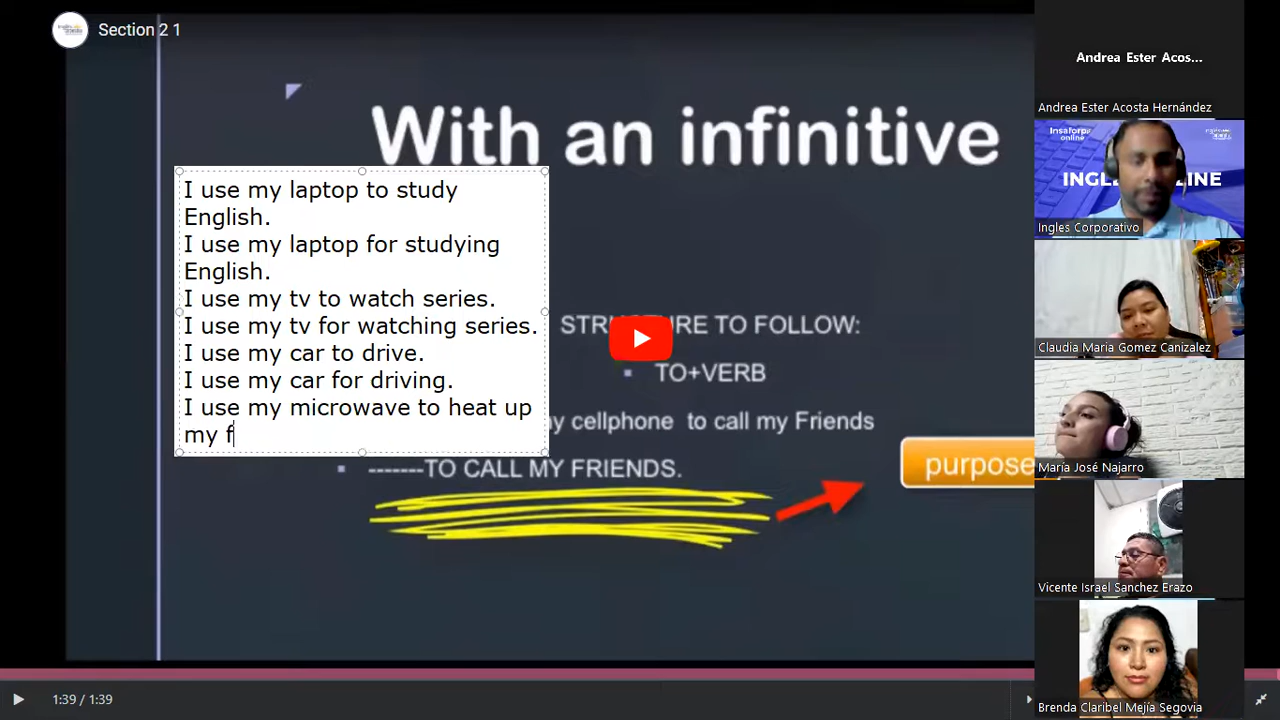 Section 2 1
With an infinitive
I use my laptop to study
English.
I use my laptop for studying
English.
I use my tv to watch series.
I use my tv for watching series.
I use my car to drive.
I use my car for driving.
I use my microwave to heat up
my f
STRUCTURE TO FOLLOW:
TO+VERB
my cellphone to call my Friends
-------TO CALL MY FRIENDS.
purpose
1:39 / 1:39
Andrea Ester Acos...
Andrea Ester Acosta Hernández
Insaforp
online
Ingles Corporativo
Claudia Maria Gomez Canizalez
María José Najarro
Vicente Israel Sanchez Erazo
Brenda Claribel Mejía Segovia